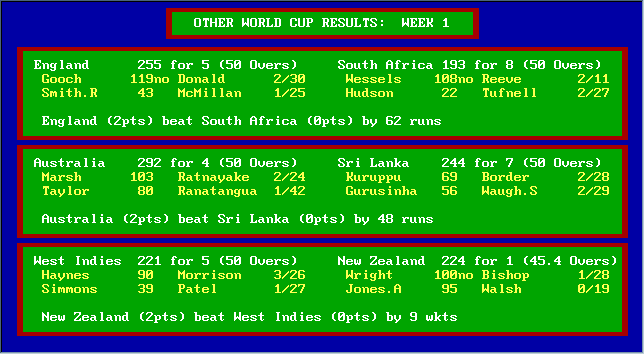 OTHER WORLD CUP RESULTS: WEEK 1
England 255 for 5 (50 Overs) South Africa 193 for 8 (50 Overs)
Gooch 119no Donald 2/30 Wessels 108no Reeve 2/11
Smith.R 43 McMillan 1/25 Hudson 22 Tufnell 2/27
England (2pts) beat South Africa (0pts) by 62 runs
Australia 292 for 4 (50 Overs) Sri Lanka 244 for 7 (50 Overs)
Marsh 103 Ratnayake 2/24 Kuruppu 69 Border 2/28
Taylor 80 Ranatangua 1/42 Gurusinha 56 Waugh.S 2/29
Australia (2pts) beat Sri Lanka (0pts) by 48 runs
West Indies 221 for 5 (50 Overs) New Zealand 224 for 1 (45.4 Overs)
Haynes 90 Morrison 3/26 Wright 100no Bishop 1/28
Simmons 39 Patel 1/27 Jones.A 95 Walsh 0/19
New Zealand (2pts) beat West Indies (0pts) by 9 wkts